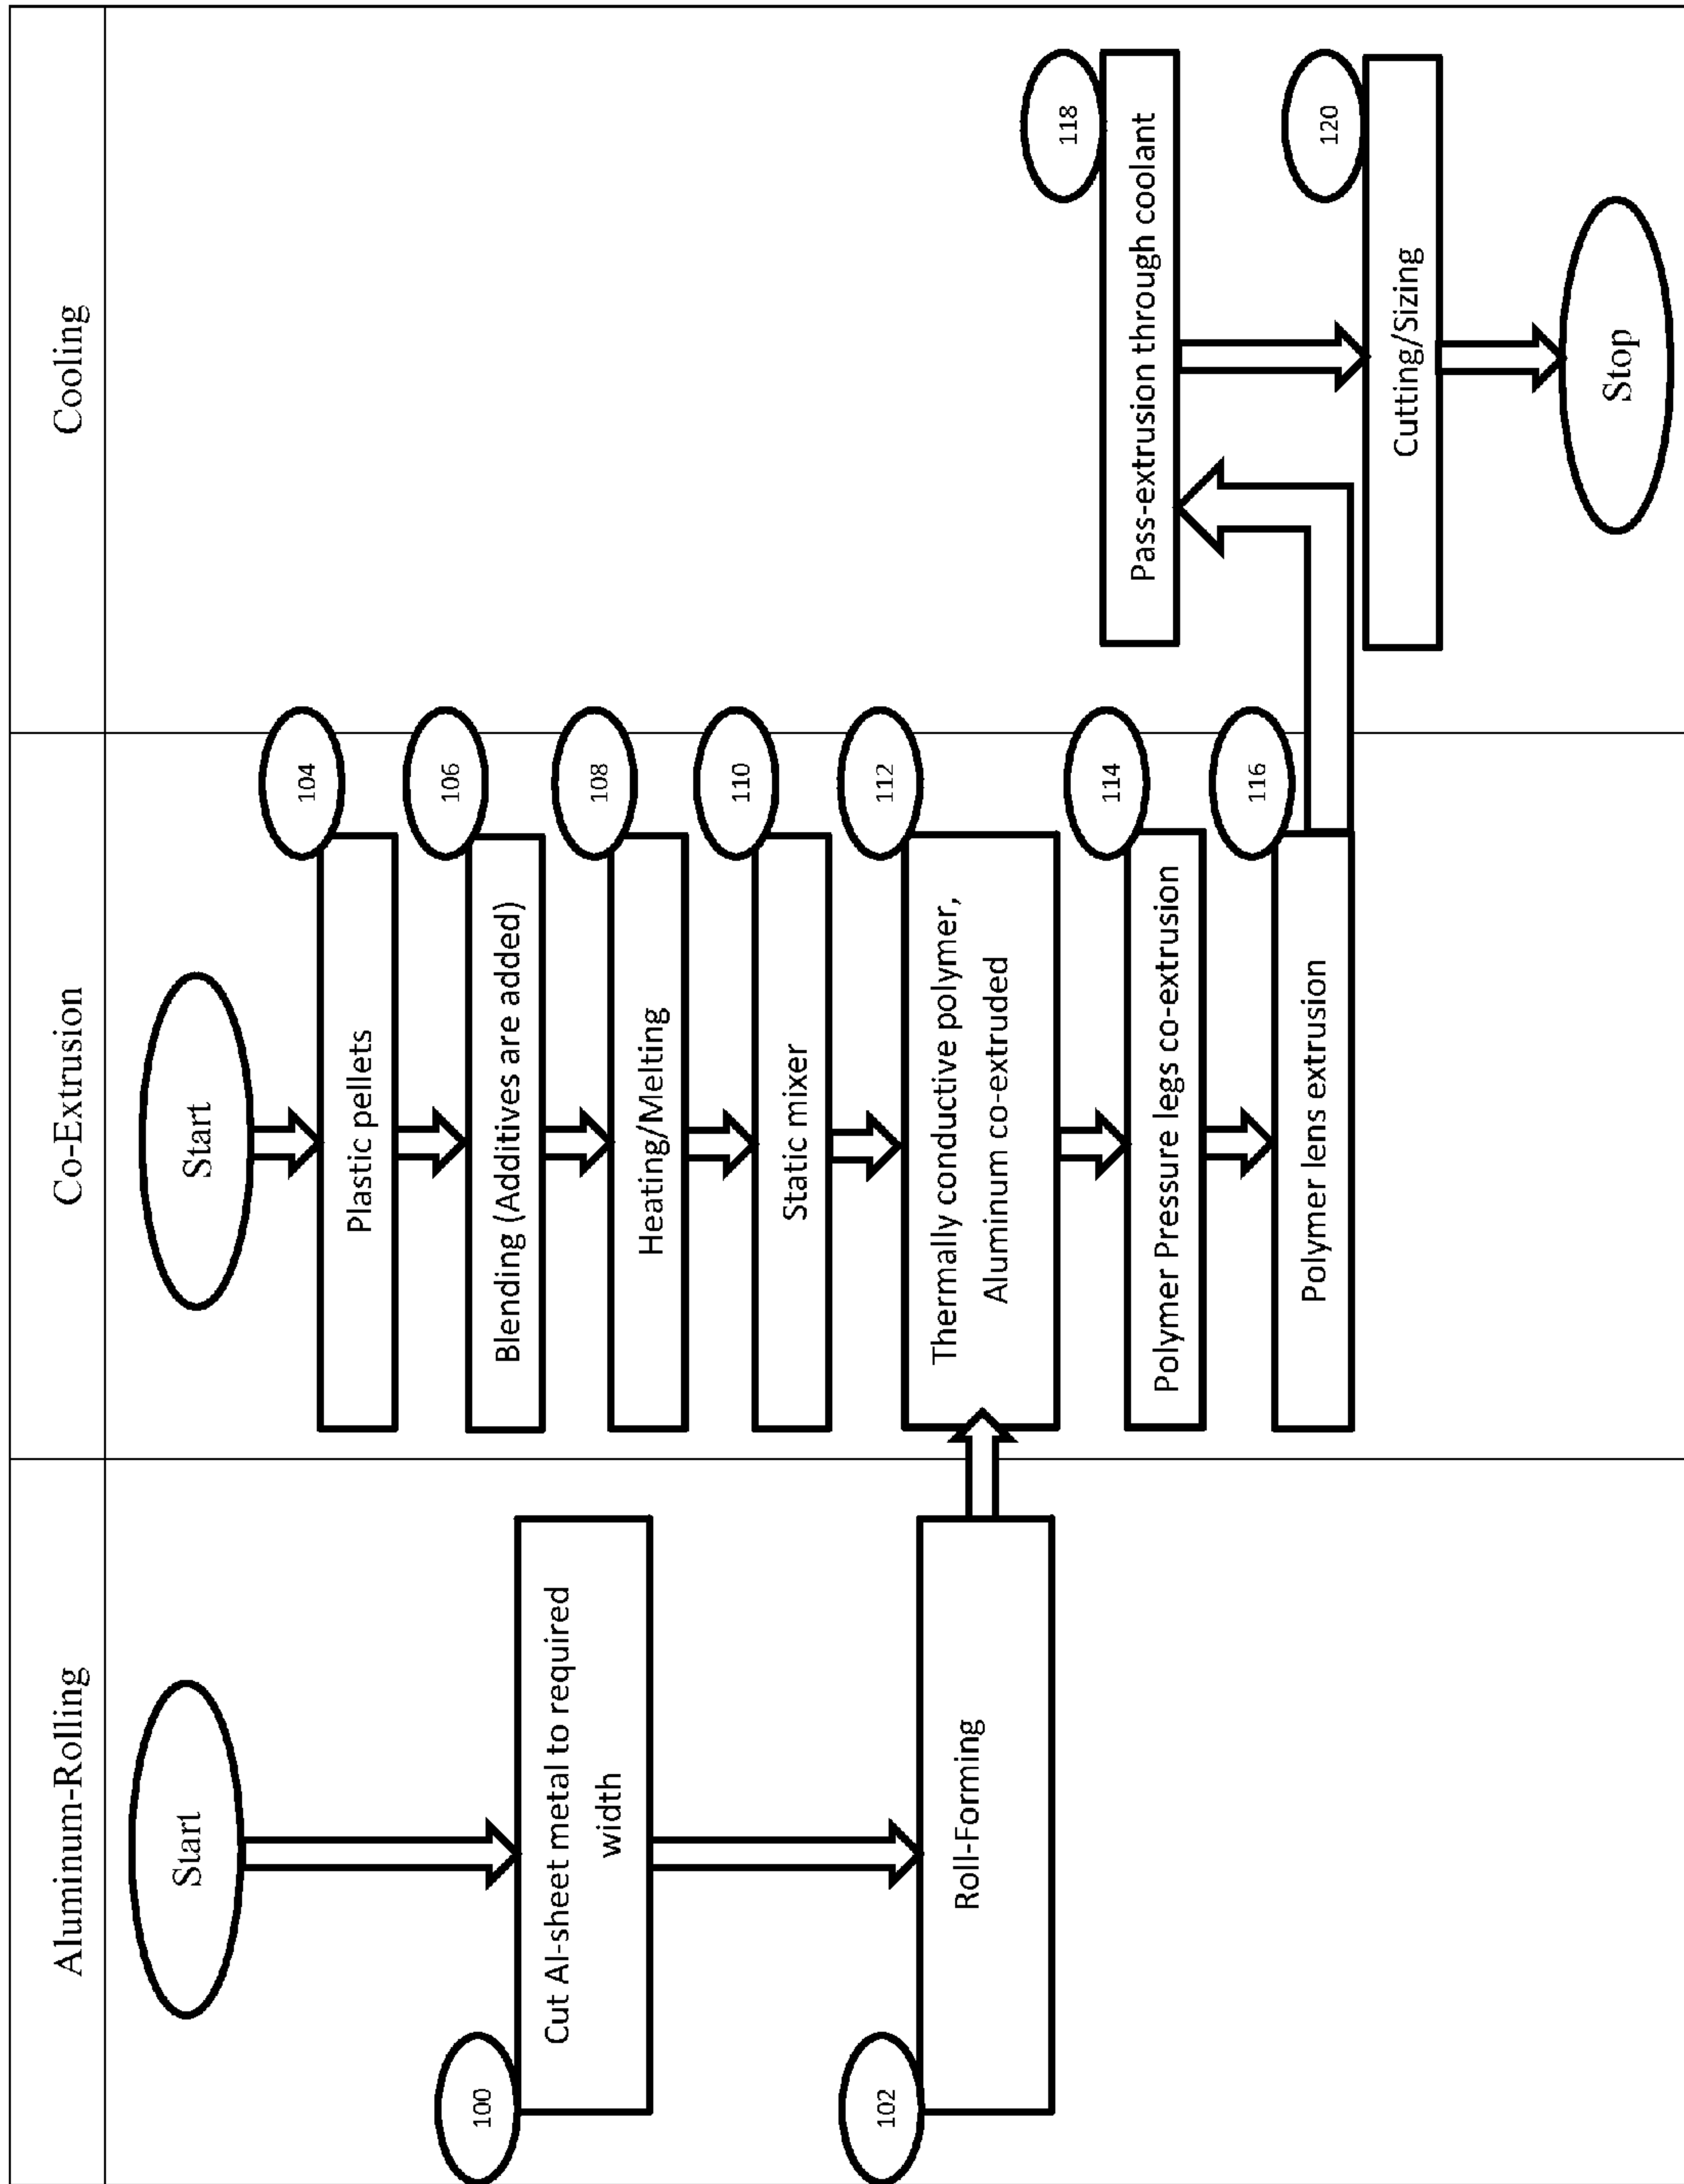 Aluminum-Rolling
Co-Extrusion
Cooling
Start
100
Cut Al-sheet metal to required
width
102
Roll-Forming
Start
104
Plastic pellets
106
Blending (Additives are added)
108
Heating/Melting
110
Static mixer
112
Thermally conductive polymer,
Aluminum co-extruded
114
Polymer Pressure legs co-extrusion
116
Polymer lens extrusion
118
Pass-extrusion through coolant
120
Cutting/Sizing
Stop